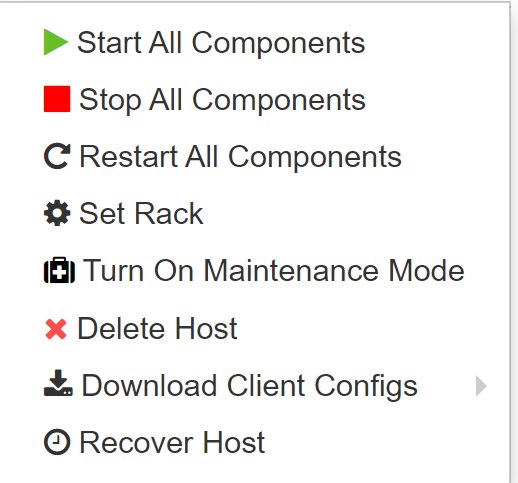 Start All Components
Stop All Components
Restart All Components
Set Rack
Turn On Maintenance Mode
Delete Host
Download Client Configs
Recover Host